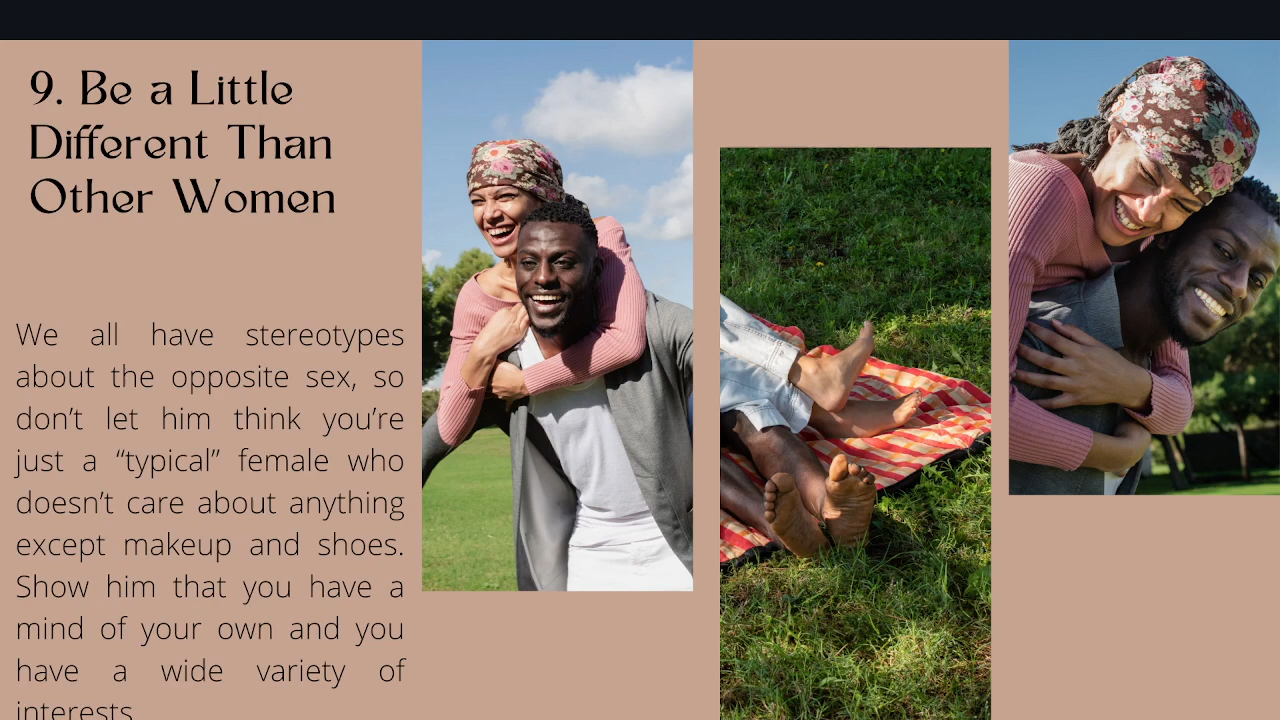 9. Be a Little
Different Than
Other Women
We all have stereotypes
about the opposite sex, so
don’t let him think you’re
just a “typical” female who
doesn’t care about anything
except makeup and shoes.
Show him that you have a
mind of your own and you
have a wide variety of
interests